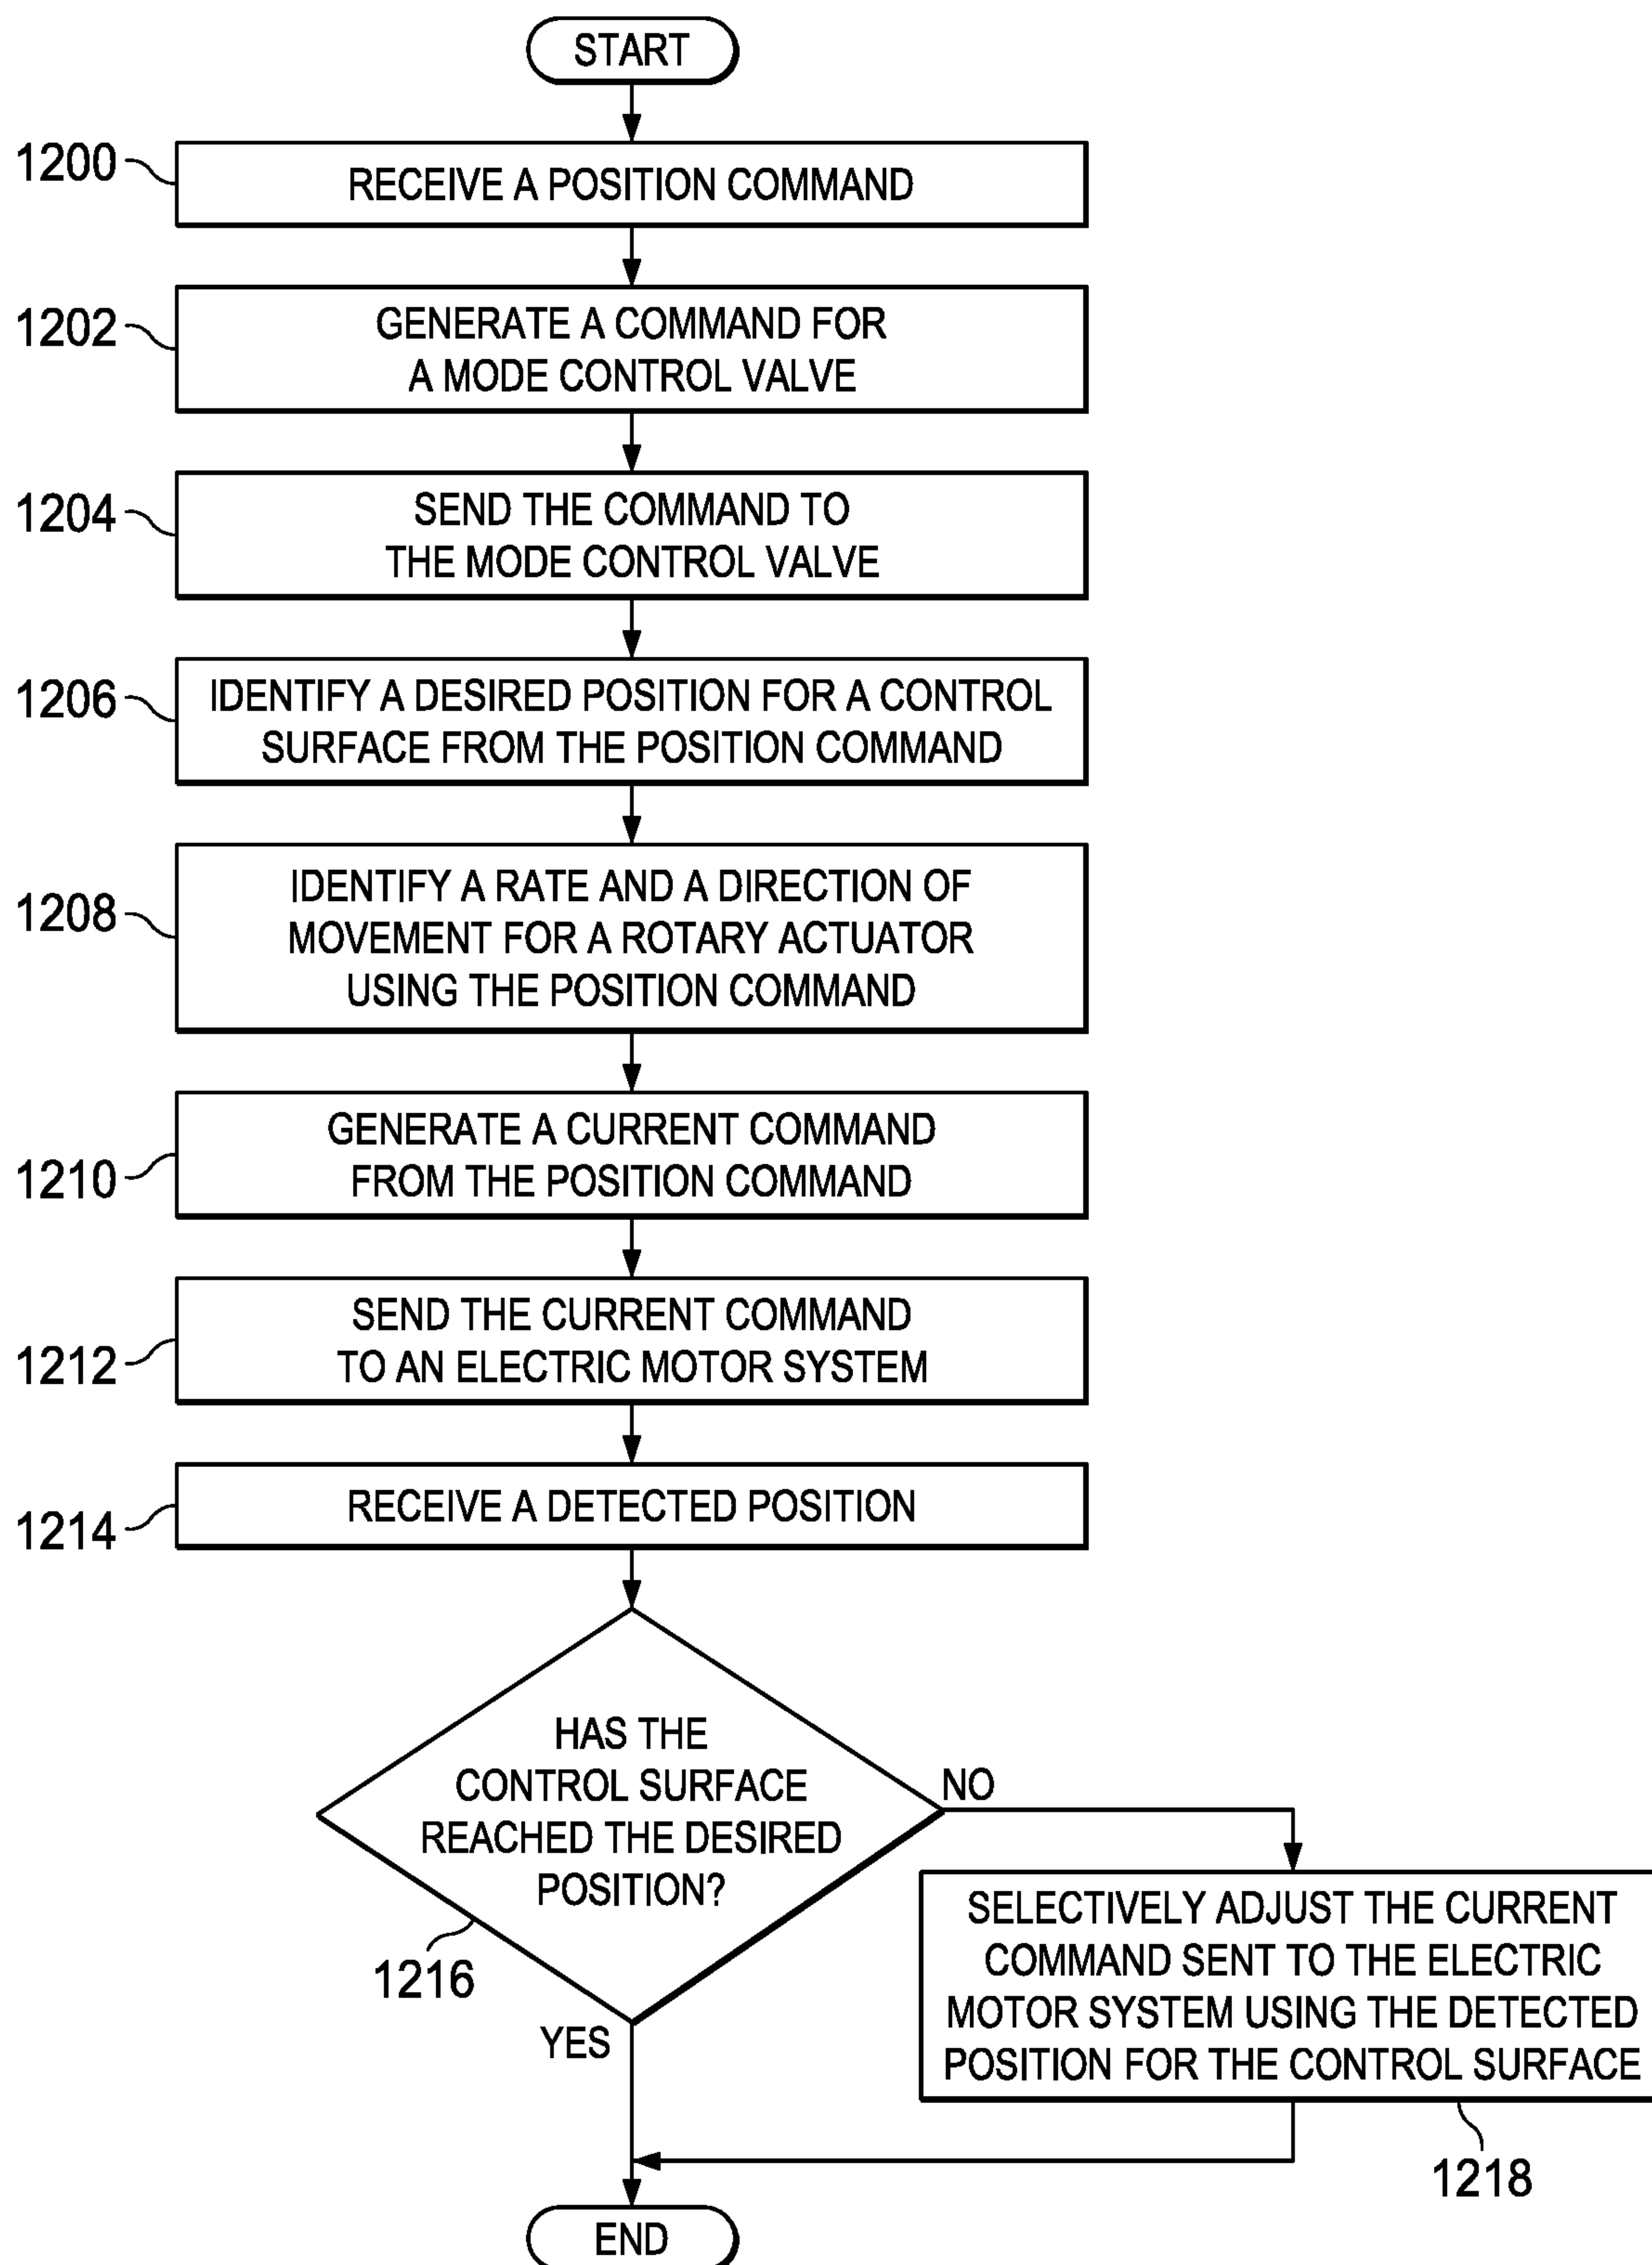 START
1200
RECEIVE A POSITION COMMAND
1202
GENERATE A COMMAND FOR
A MODE CONTROL VALVE
1204
SEND THE COMMAND TO
THE MODE CONTROL VALVE
1206
IDENTIFY A DESIRED POSITION FOR A CONTROL
SURFACE FROM THE POSITION COMMAND
1208
IDENTIFY A RATE AND A DIRECTION OF
MOVEMENT FOR A ROTARY ACTUATOR
USING THE POSITION COMMAND
1210
GENERATE A CURRENT COMMAND
FROM THE POSITION COMMAND
1212
SEND THE CURRENT COMMAND
TO AN ELECTRIC MOTOR SYSTEM
1214
RECEIVE A DETECTED POSITION
HAS THE
CONTROL SURFACE
REACHED THE DESIRED
POSITION?
1216
NO
SELECTIVELY ADJUST THE CURRENT
COMMAND SENT TO THE ELECTRIC
MOTOR SYSTEM USING THE DETECTED
POSITION FOR THE CONTROL SURFACE
1218
YES
END